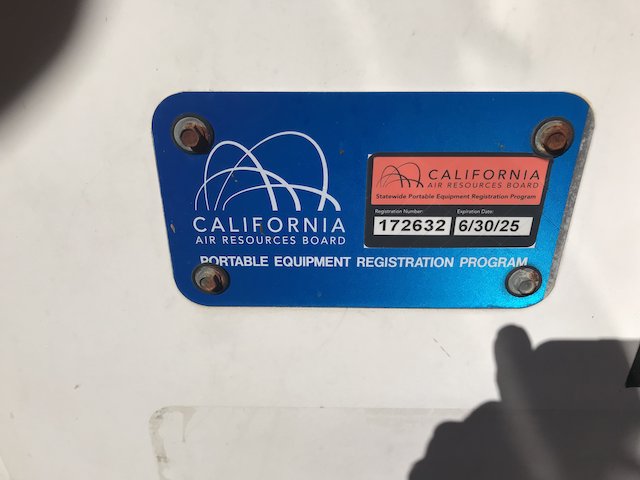 CALIFORNIA
AIR RESOURCES BOARD
PORTABLE EQUIPMENT REGISTRATION PROGRAM
CALIFORNIA
AIR RESOURCES BOARD
Statewide Portable Equipment Registration Program
Registration Number: Expiration Date:
172632 6/30/25